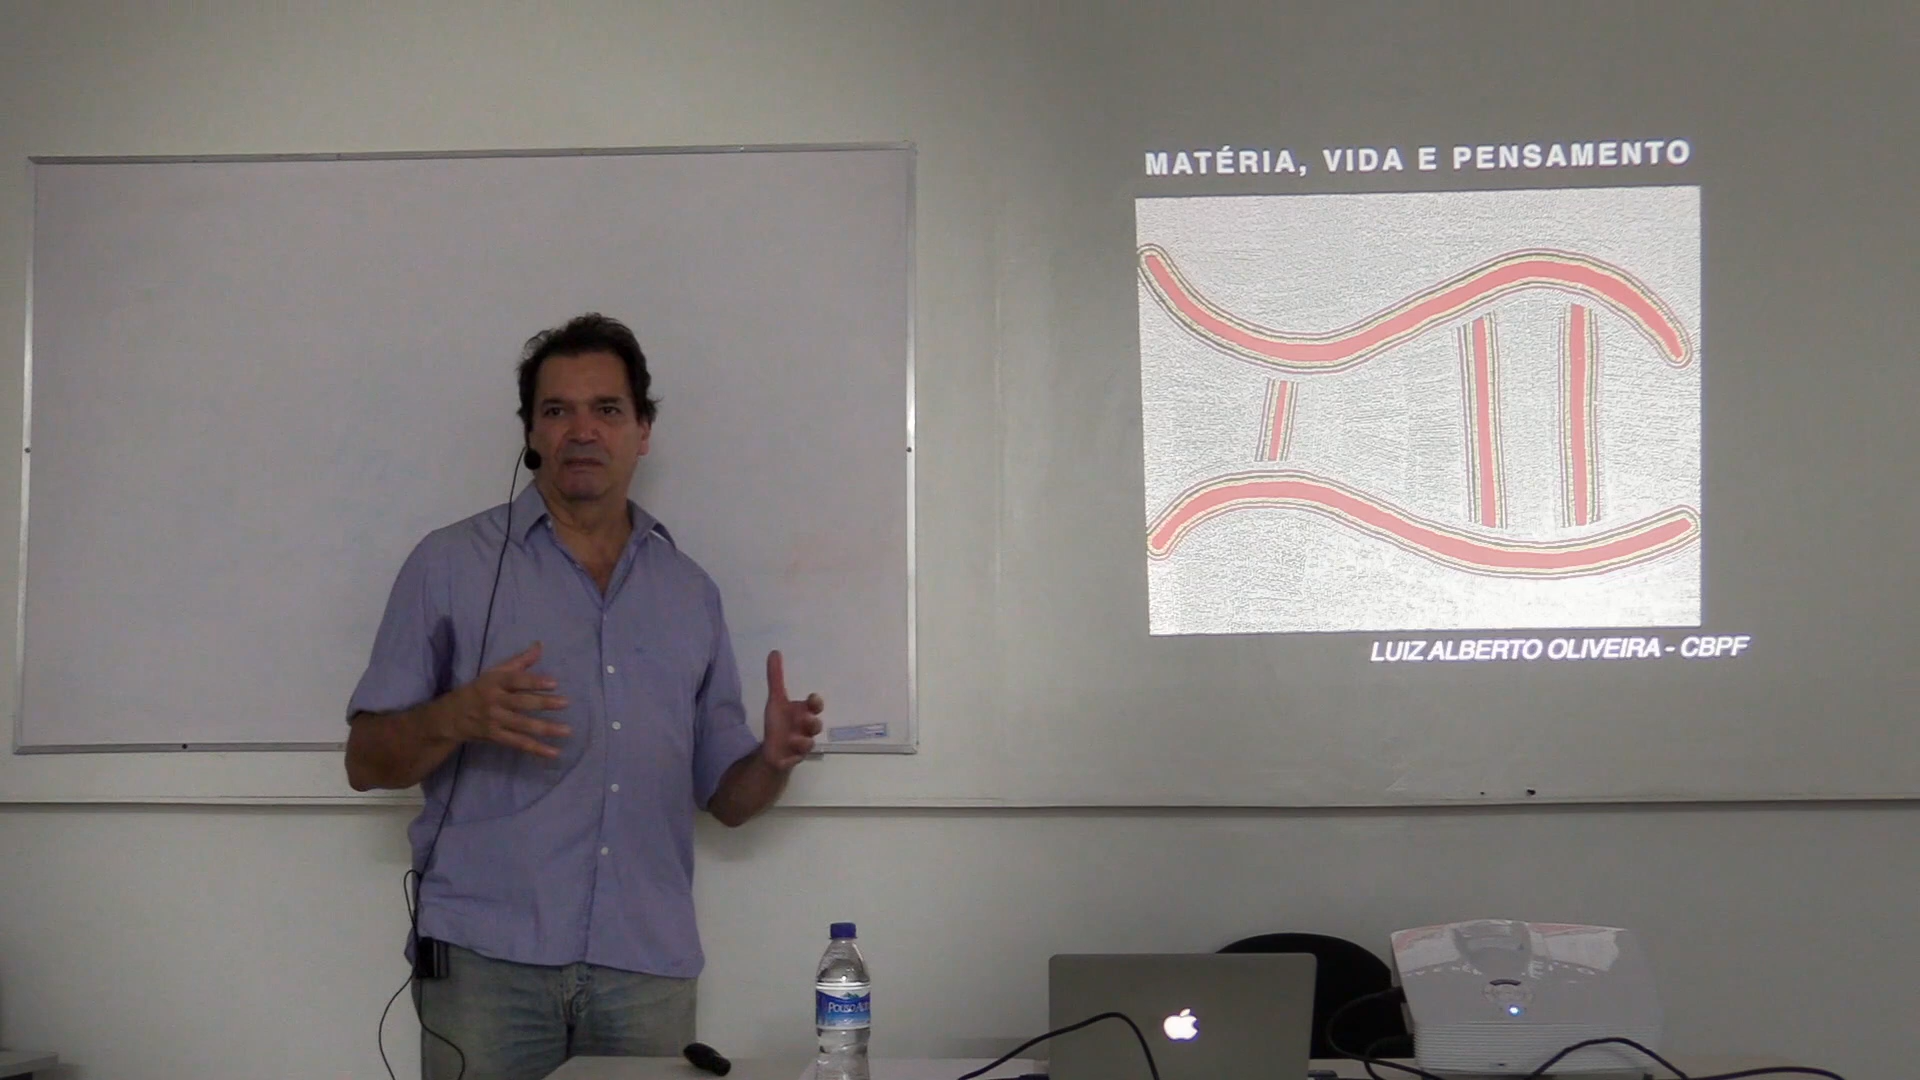 MATÉRIA, VIDA E PENSAMENTO
LUIZ ALBERTO OLIVEIRA - CBPF